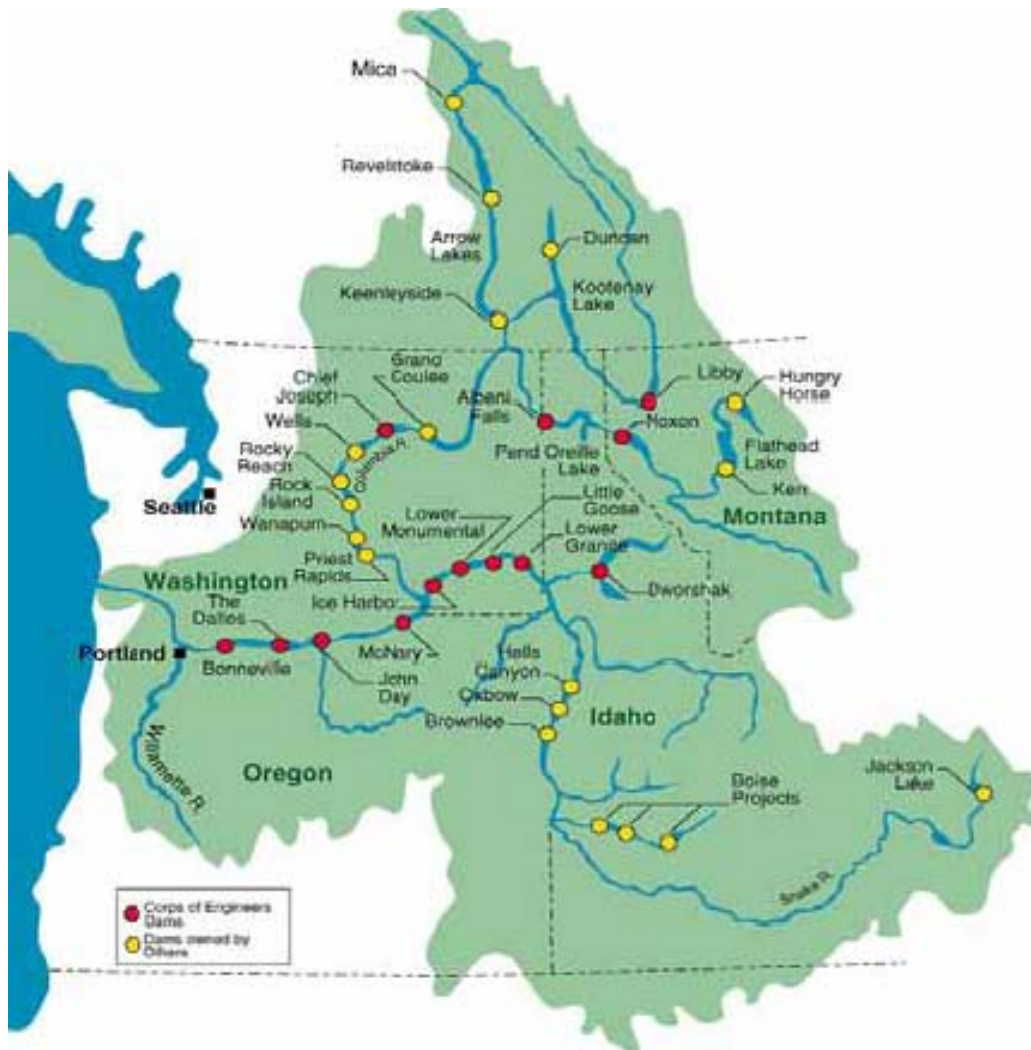 Mica
Revelstoke
Arrow
Lakes
Duncan
Kootenay
Lake
Keenleyside
Grand
Coulee
Chief
Joseph
Albeni
Falls
Libby
Hungry
Horse
Wells
Noxon
Columbia R.
Rocky
Reach
Pend Oreille
Lake
Flathead
Lake
Kerr
Seattle
Rock
Island
Little
Goose
Lower
Monumental
Lower
Granite
Montana
Wanapum
Priest
Rapids
Washington
Ice Harbor
Dworshak
The
Dalles
Portland
Bonneville
McNary
John
Day
Hells
Canyon
Oxbow
Brownlee
Idaho
Willamette R.
Oregon
Boise
Projects
Jackson
Lake
Snake R.
Corps of Engineers
Dams
Dams owned by
Others